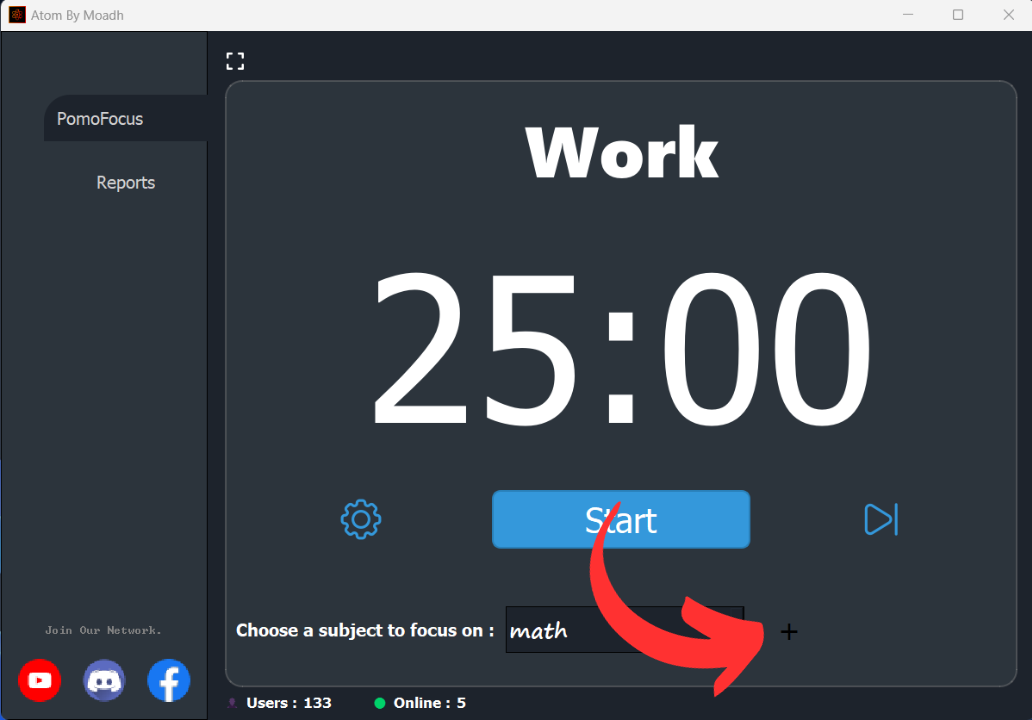 Atom By Moadh
PomoFocus
Reports
Work
25:00
Start
Choose a subject to focus on :
math
+
Join Our Network.
Users : 133
Online : 5